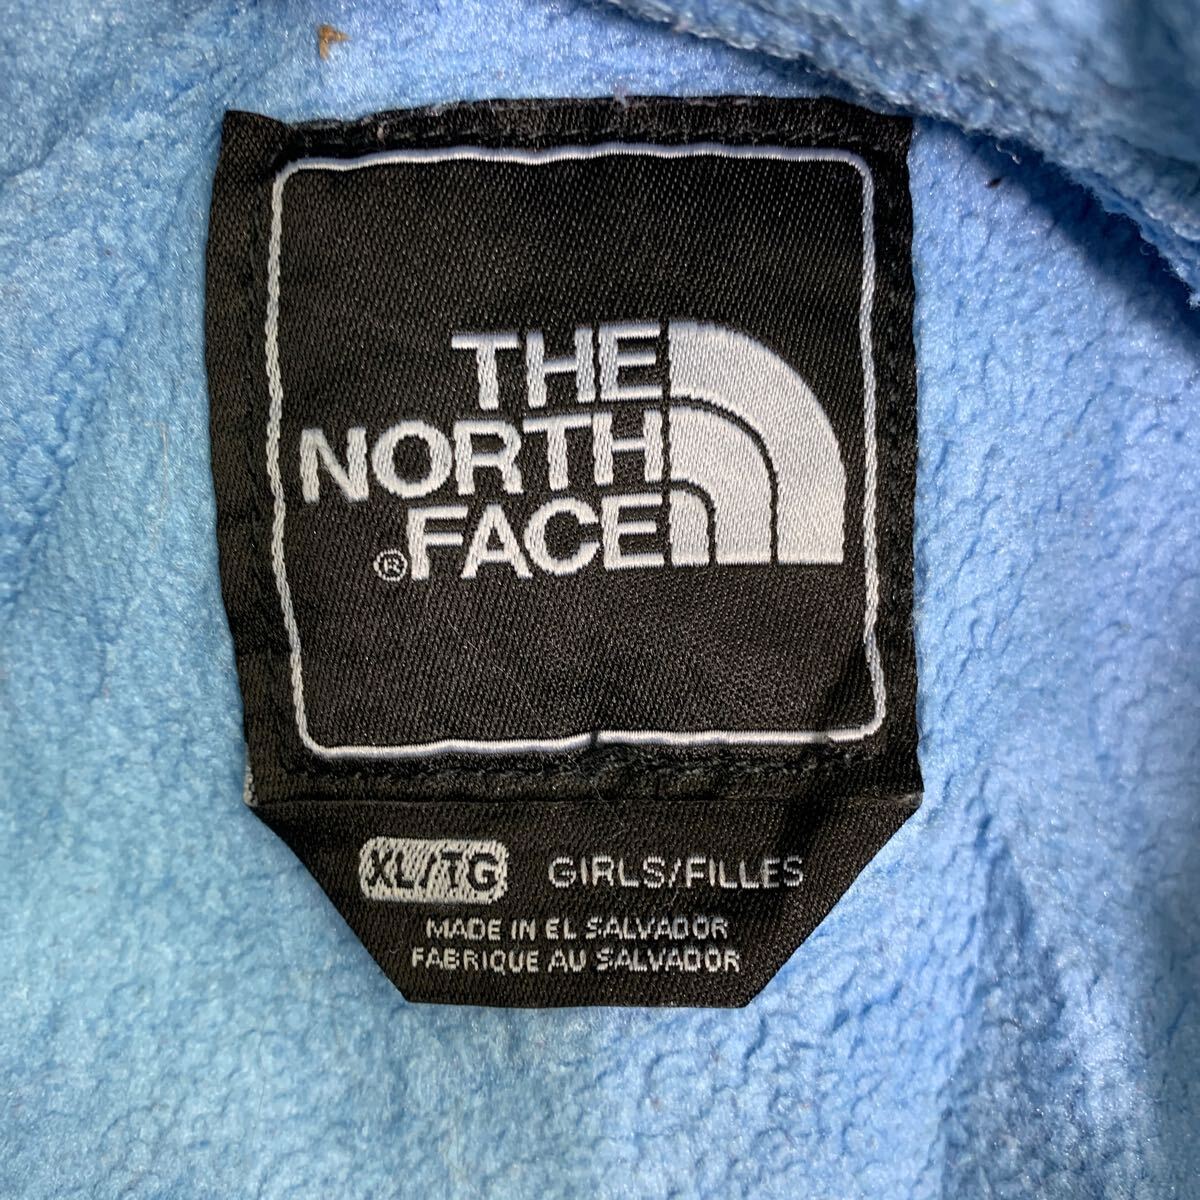 THE
NORTH
® FACE
XL/TG GIRLS/FILLES
MADE IN EL SALVADOR
FABRIQUE AU SALVADOR